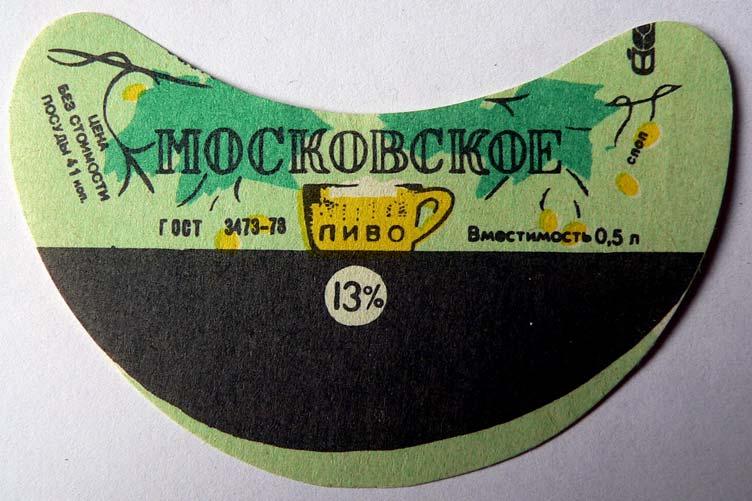 ЦЕНА
БЕЗ СТОИМОСТИ
ПОСУДЫ 41 коп.
МОСКОВСКОЕ
ГОСТ 3473-78
ПИВО
Вместимость 0,5 л
13%